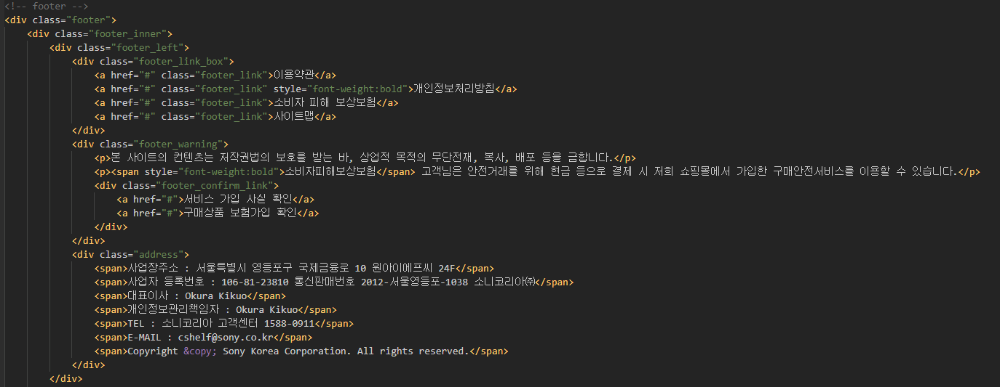 <!-- footer -->
<div class="footer">
<div class="footer_inner">
<div class="footer_left">
<div class="footer_link_box">
<a href="#" class="footer_link">이용약관</a>
<a href="#" class="footer_link" style="font-weight:bold">개인정보처리방침</a>
<a href="#" class="footer_link">소비자 피해 보상보험</a>
<a href="#" class="footer_link">사이트맵</a>
</div>
<div class="footer_warning">
<p>본 사이트의 컨텐츠는 저작권법의 보호를 받는 바, 상업적 목적의 무단전재, 복사, 배포 등을 금합니다.</p>
<p><span style="font-weight:bold">소비자피해보상보험</span> 고객님은 안전거래를 위해 현금 등으로 결제 시 저희 쇼핑몰에서 가입한 구매안전서비스를 이용할 수 있습니다.</p>
<div class="footer_confirm_link">
<a href="#">서비스 가입 사실 확인</a>
<a href="#">구매상품 보험가입 확인</a>
</div>
</div>
<div class="address">
<span>사업장주소 : 서울특별시 영등포구 국제금융로 10 원아이에프씨 24F</span>
<span>사업자 등록번호 : 106-81-23810 통신판매번호 2012-서울영등포-1038 소니코리아㈜</span>
<span>대표이사 : Okura Kikuo</span>
<span>개인정보관리책임자 : Okura Kikuo</span>
<span>TEL : 소니코리아 고객센터 1588-0911</span>
<span>E-MAIL : cshelf@sony.co.kr</span>
<span>Copyright &copy; Sony Korea Corporation. All rights reserved.</span>
</div>
</div>